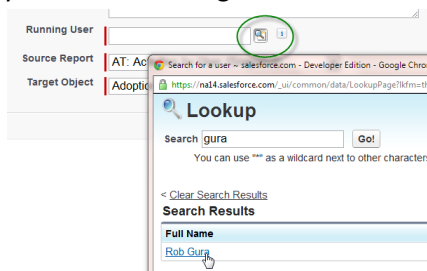 Running User
i
Source Report AT: Ac
Target Object Adoptio
Search for a user ~ salesforce.com - Developer Edition - Google Chro
https://na14.salesforce.com/_ui/common/data/LookupPage?lkfm=th
Lookup
Search gura Go!
You can use "*" as a wildcard next to other characters
< Clear Search Results
Search Results
Full Name
Rob Gura